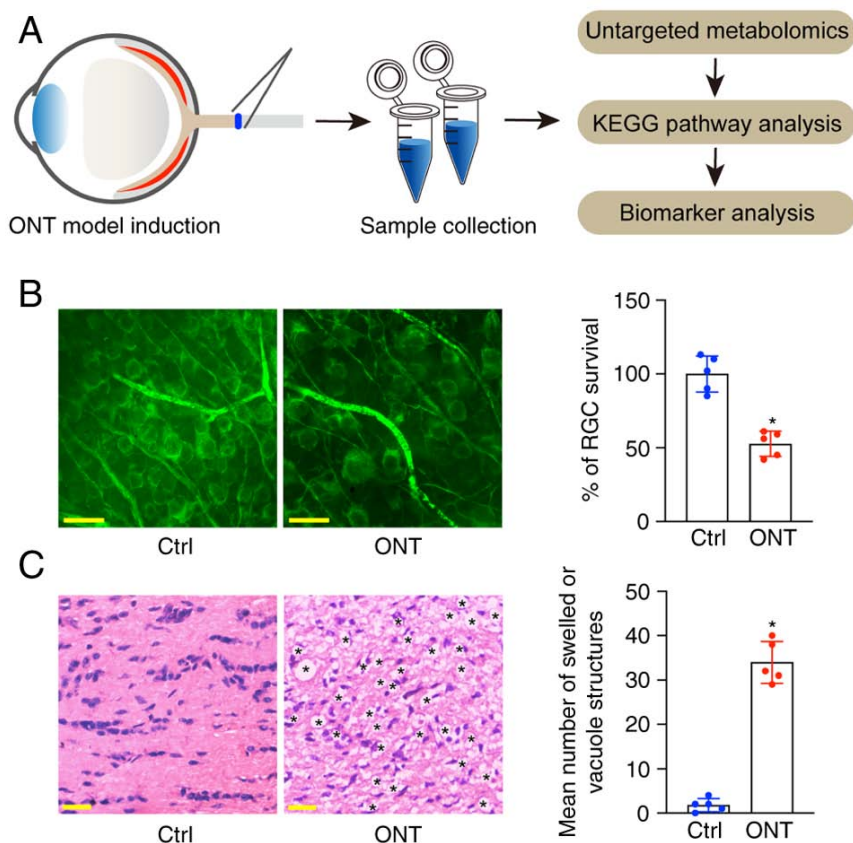 A
Untargeted metabolomics
KEGG pathway analysis
Biomarker analysis
ONT model induction
Sample collection
B
Ctrl
ONT
% of RGC survival
150
100
50
0
*
Ctrl
ONT
C
Ctrl
ONT
Mean number of swelled or
vacuole structures
50
40
30
20
10
0
*
Ctrl
ONT